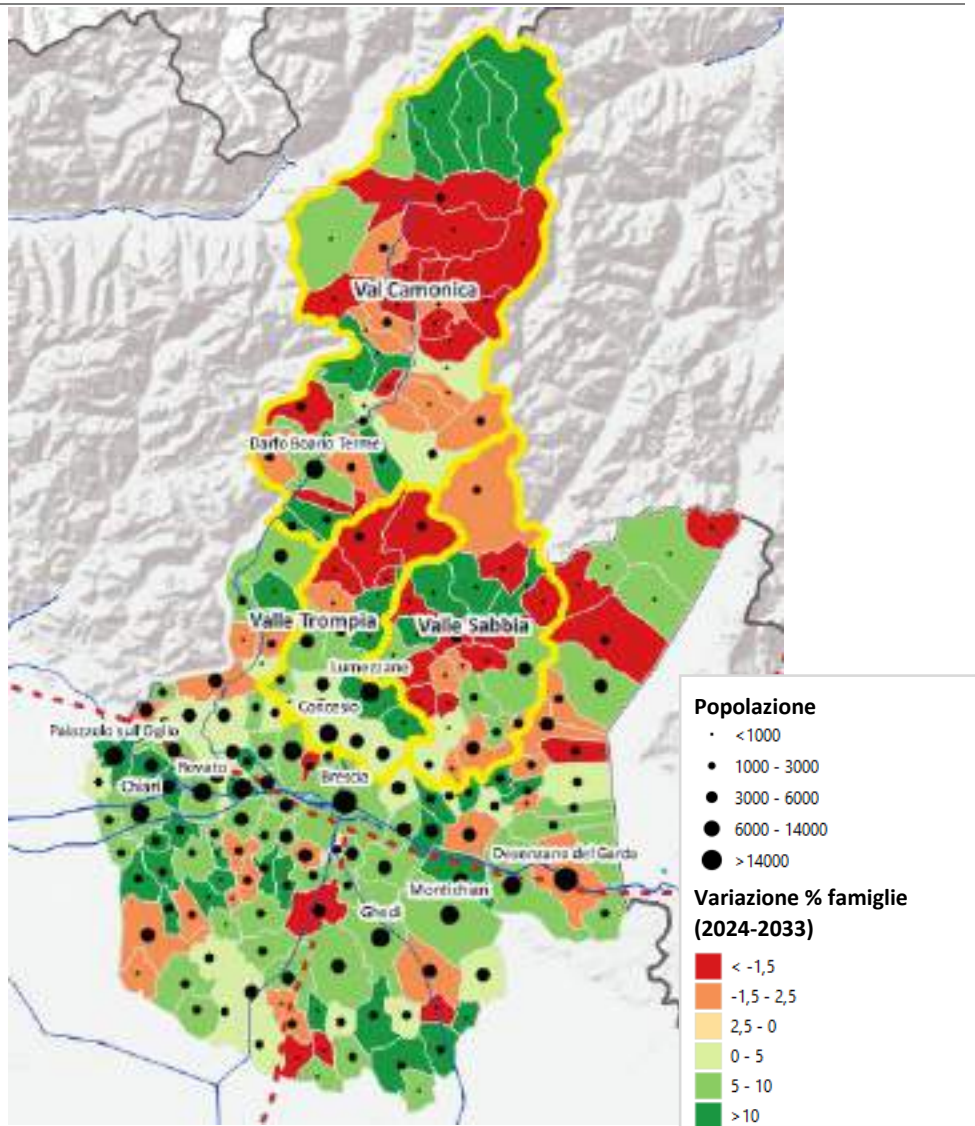 Val Camonica
Darfo Boario Terme
Valle Trompia
Valle Sabbia
Lumezzane
Concesio
Palazzolo sull'Oglio
Rovato
Brescia
Chiari
Desenzano del Garda
Montichiari
Ghedi
Popolazione
<1000
1000 - 3000
3000 - 6000
6000 - 14000
>14000
Variazione % famiglie
(2024-2033)
< -1,5
-1,5 - 2,5
2,5 - 0
0 - 5
5 - 10
>10